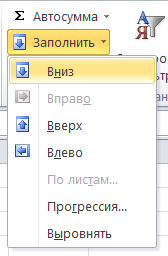 Σ Автосумма
Заполнить
Вниз
Вправо
Вверх
Влево
По листам...
Прогрессия...
Выровнять